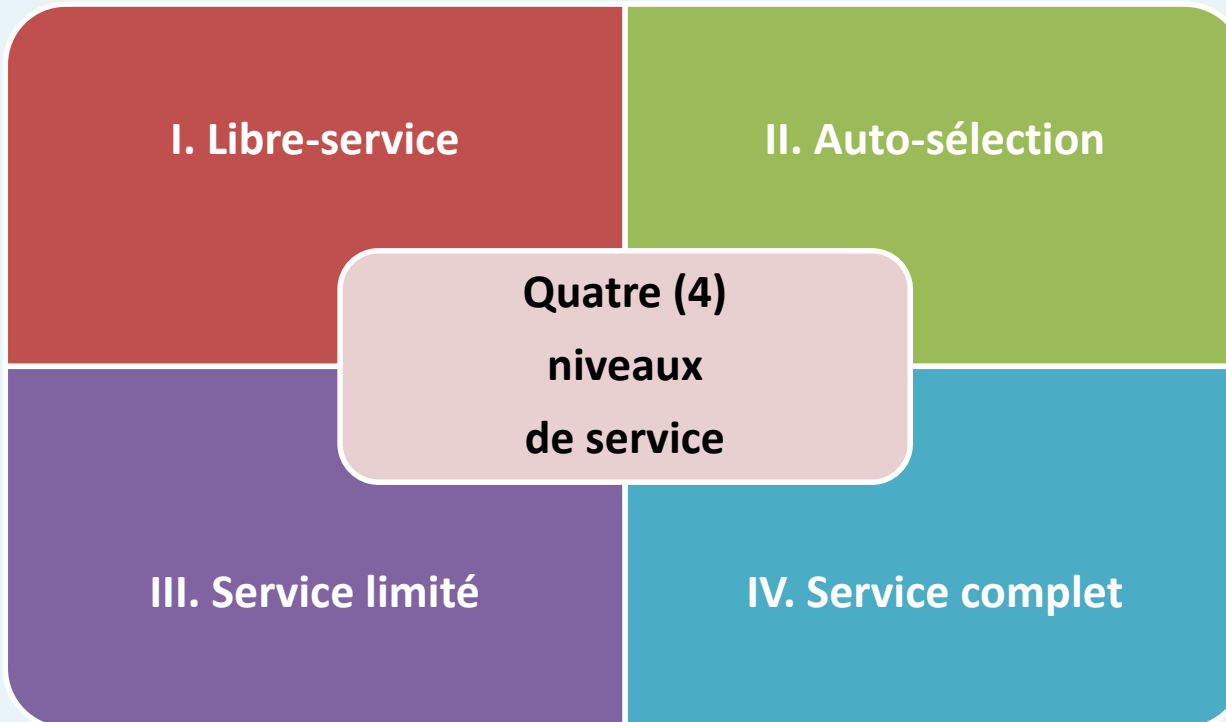 I. Libre-service
II. Auto-sélection
Quatre (4)
niveaux
de service
III. Service limité
IV. Service complet